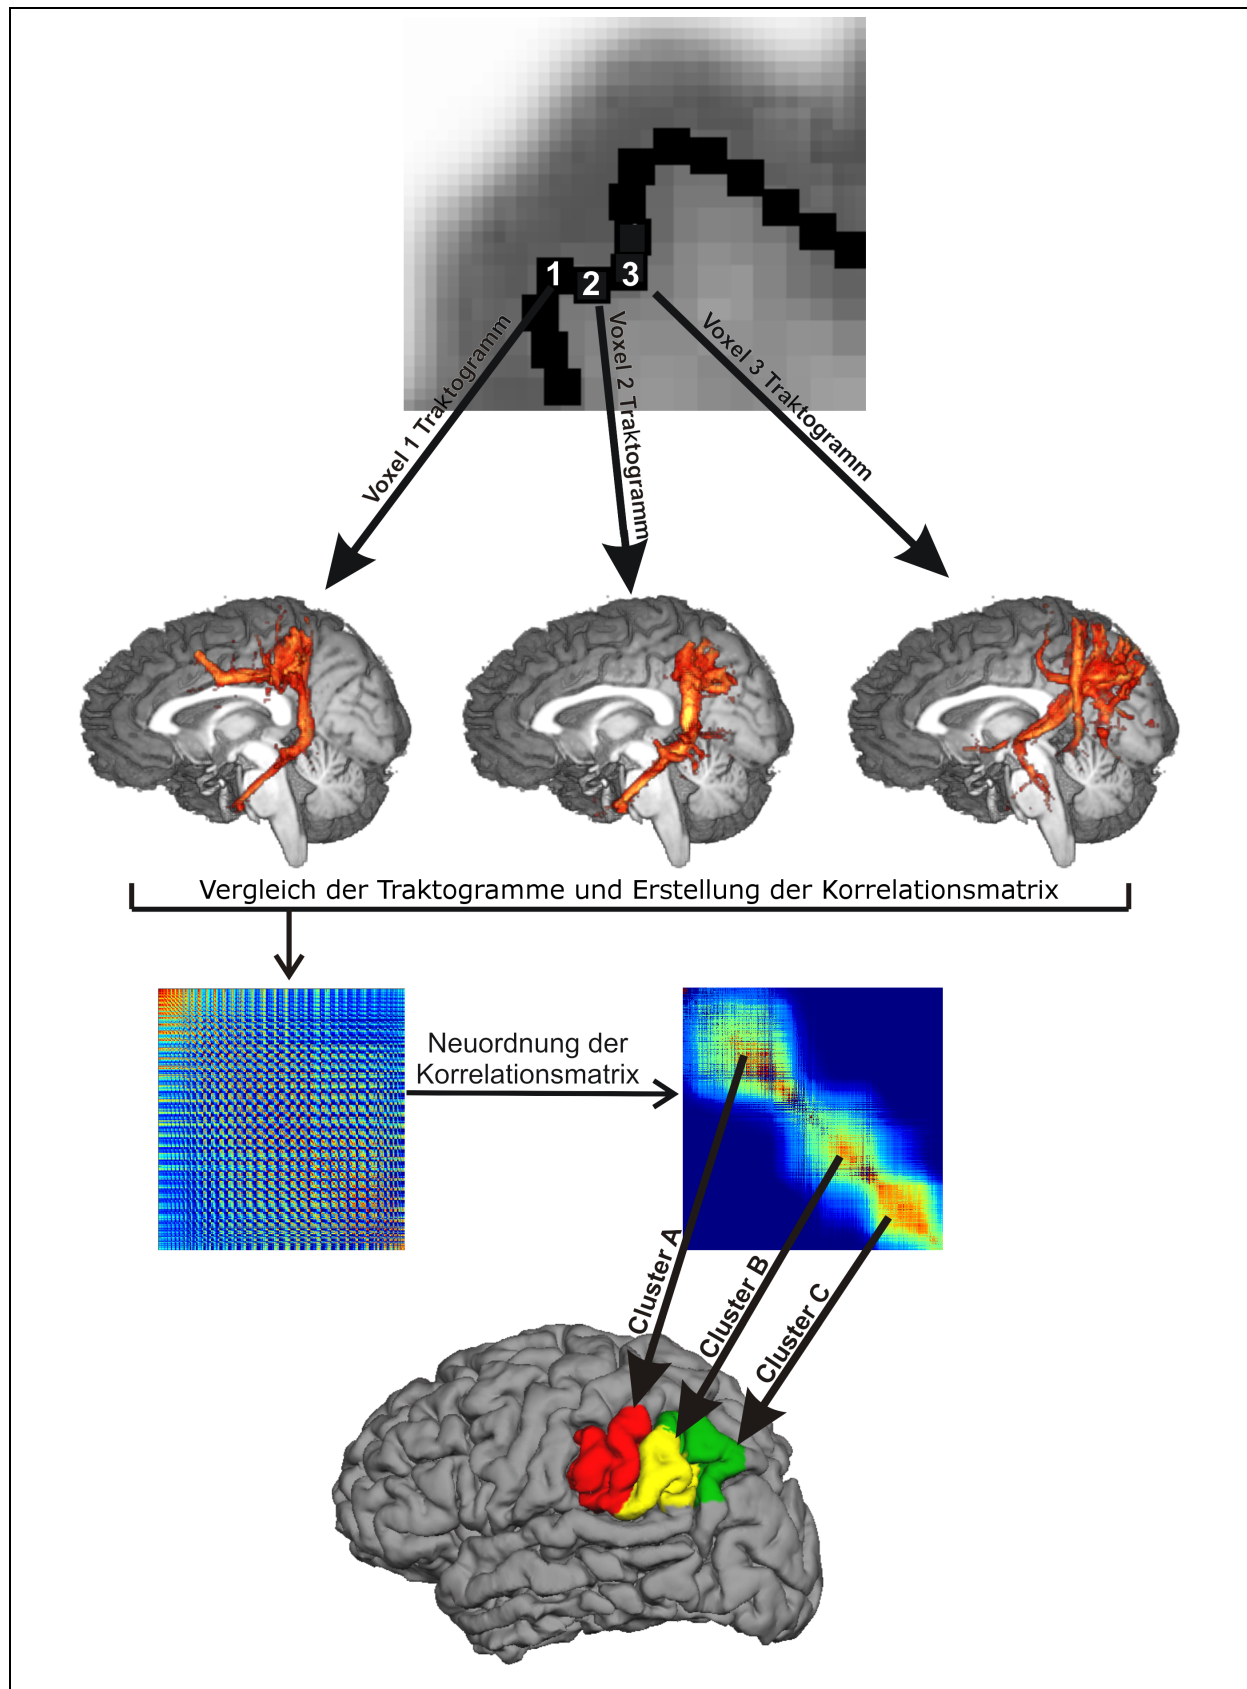 1
2
3
Voxel 1 Traktogramm
Voxel 2 Traktogramm
Voxel 3 Traktogramm
Vergleich der Traktogramme und Erstellung der Korrelationsmatrix
Neuordnung der
Korrelationsmatrix
Cluster A
Cluster B
Cluster C